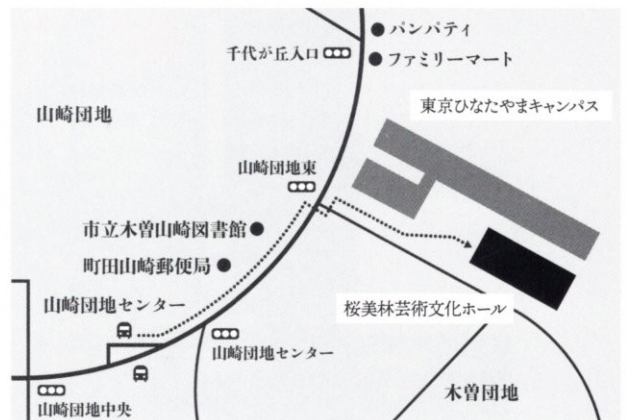 パンパティ
千代が丘入口
ファミリーマート
東京ひなたやまキャンパス
山崎団地
山崎団地東
市立木曽山崎図書館
町田山崎郵便局
山崎団地センター
桜美林芸術文化ホール
山崎団地センター
木曽団地
山崎団地中央